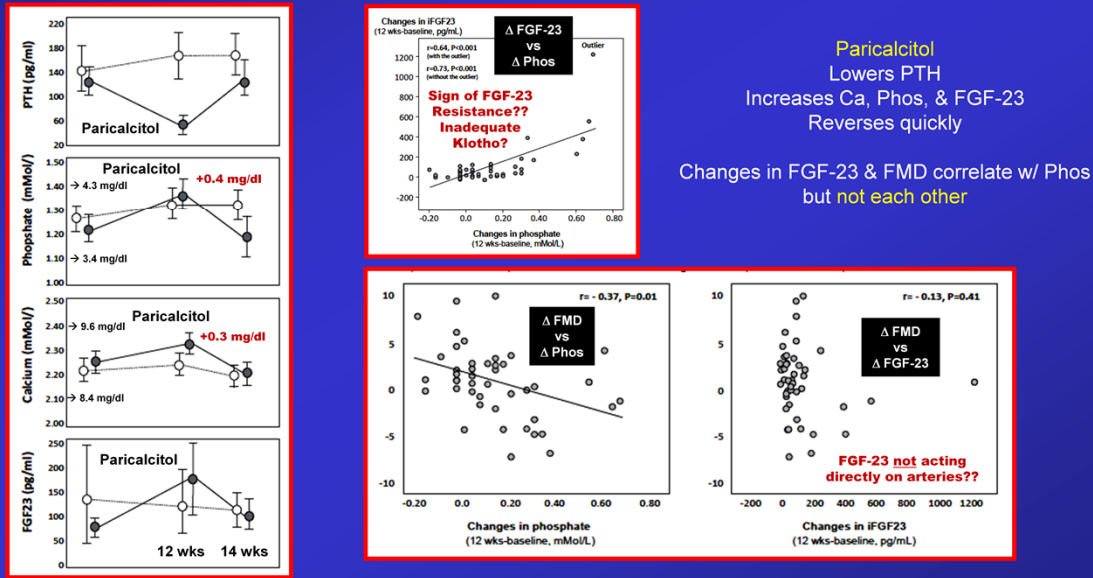 PTH (pg/ml)
220
180
140
100
60
20
Paricalcitol
Phopshate (mMol/)
1.50
1.40
1.30
1.20
1.10
1.00
Paricalcitol
→ 4.3 mg/dl
+0.4 mg/dl
→ 3.4 mg/dl
Calcium (mMol/)
2.50
2.40
2.30
2.20
2.10
2.00
Paricalcitol
→ 9.6 mg/dl
+0.3 mg/dl
→ 8.4 mg/dl
FGF23 (pg/ml)
250
200
150
100
50
0
Paricalcitol
12 wks
14 wks
Changes in iFGF23
(12 wks-baseline, pg/mL)
r=0.64, P<0.001
(with the outlier)
r=0.73, P<0.001
(without the outlier)
Δ FGF-23
vs
Δ Phos
Outlier
Sign of FGF-23
Resistance??
Inadequate
Klotho?
1200
1000
800
600
400
200
0
-200
-0.20 0.00 0.20 0.40 0.60 0.80
Changes in phosphate
(12 wks-baseline, mMol/L)
Paricalcitol
Lowers PTH
Increases Ca, Phos, & FGF-23
Reverses quickly
Changes in FGF-23 & FMD correlate w/ Phos
but not each other
r= - 0.37, P=0.01
Δ FMD
vs
Δ Phos
10
5
0
-5
-10
-0.20 0.0 0.20 0.40 0.60 0.80
Changes in phosphate
(12 wks-baseline, mMol/L)
r= - 0.13, P=0.41
Δ FMD
vs
Δ FGF-23
FGF-23 not acting
directly on arteries??
10
5
0
-5
-10
-200 0 200 400 600 800 1000 1200
Changes in iFGF23
(12 wks-baseline, pg/mL)